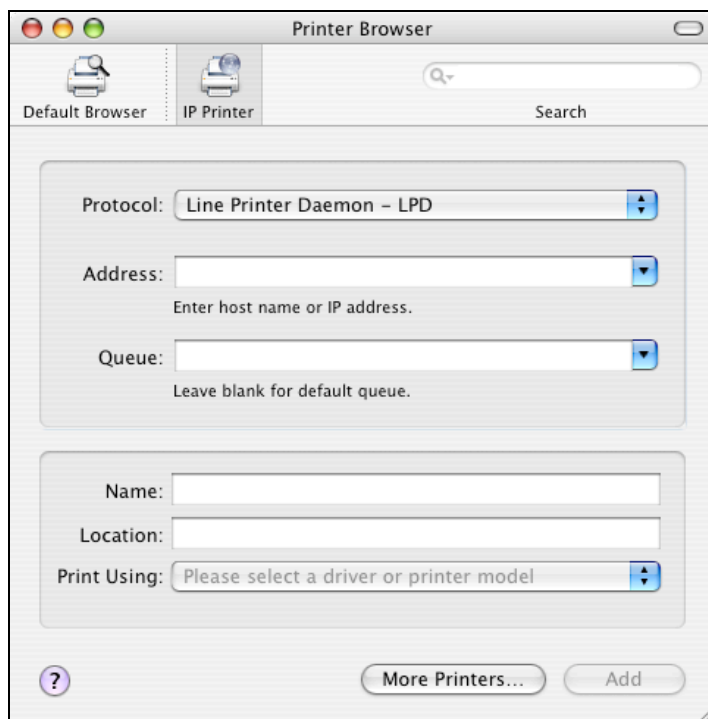 Printer Browser
Default Browser
IP Printer
Search
Protocol: Line Printer Daemon – LPD
Address:
Enter host name or IP address.
Queue:
Leave blank for default queue.
Name:
Location:
Print Using: Please select a driver or printer model
? More Printers... Add